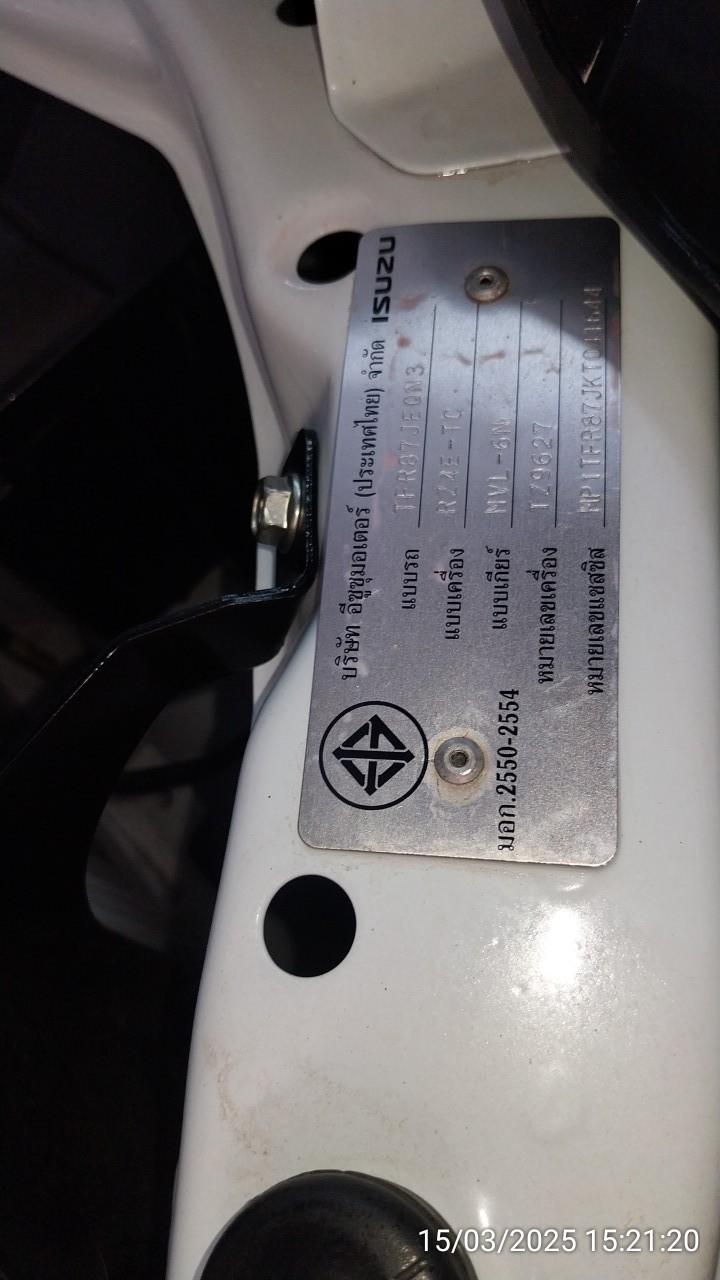 บริษัท อีซูซุมอเตอร์ (ประเทศไทย) จำกัด ISUZU
แบบรถ TFR87JEQN3
แบบเครื่อง RZ4E-TC
แบบเกียร์ MVL-6N
หมายเลขเครื่อง TZ9627
หมายเลขแชสซิส
มอก.2550-2554
15/03/2025 15:21:20